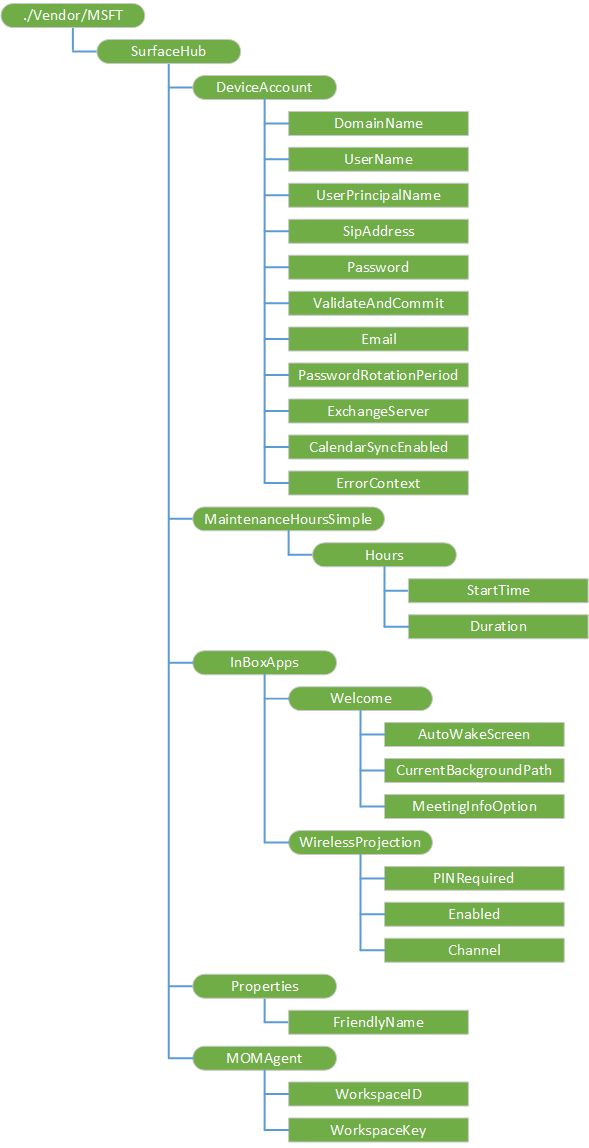 ./Vendor/MSFT
SurfaceHub
DeviceAccount
DomainName
UserName
UserPrincipalName
SipAddress
Password
ValidateAndCommit
Email
PasswordRotationPeriod
ExchangeServer
CalendarSyncEnabled
ErrorContext
MaintenanceHoursSimple
Hours
StartTime
Duration
InBoxApps
Welcome
AutoWakeScreen
CurrentBackgroundPath
MeetingInfoOption
WirelessProjection
PINRequired
Enabled
Channel
Properties
FriendlyName
MOMAgent
WorkspaceID
WorkspaceKey